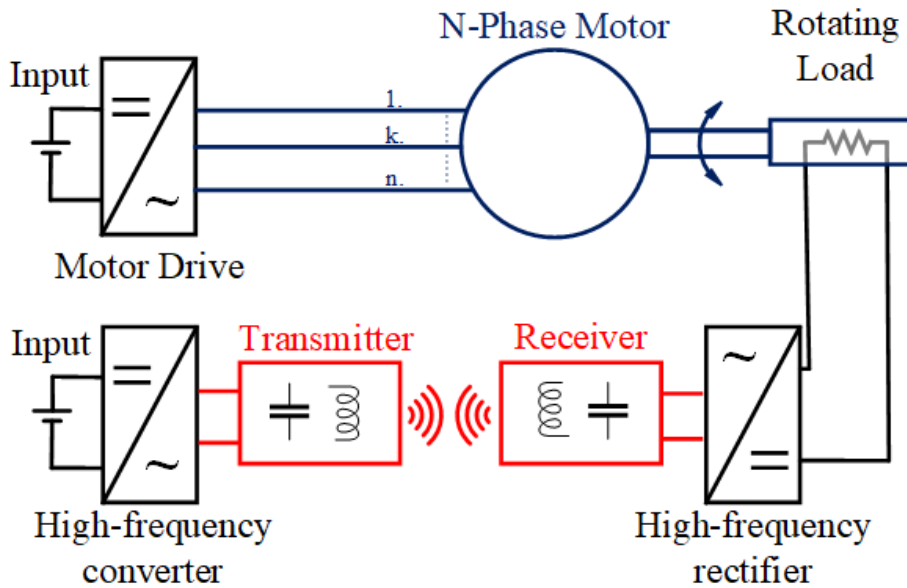 N-Phase Motor
Rotating
Load
Input
1.
k.
n.
Motor Drive
Input
Transmitter
Receiver
High-frequency
converter
High-frequency
rectifier